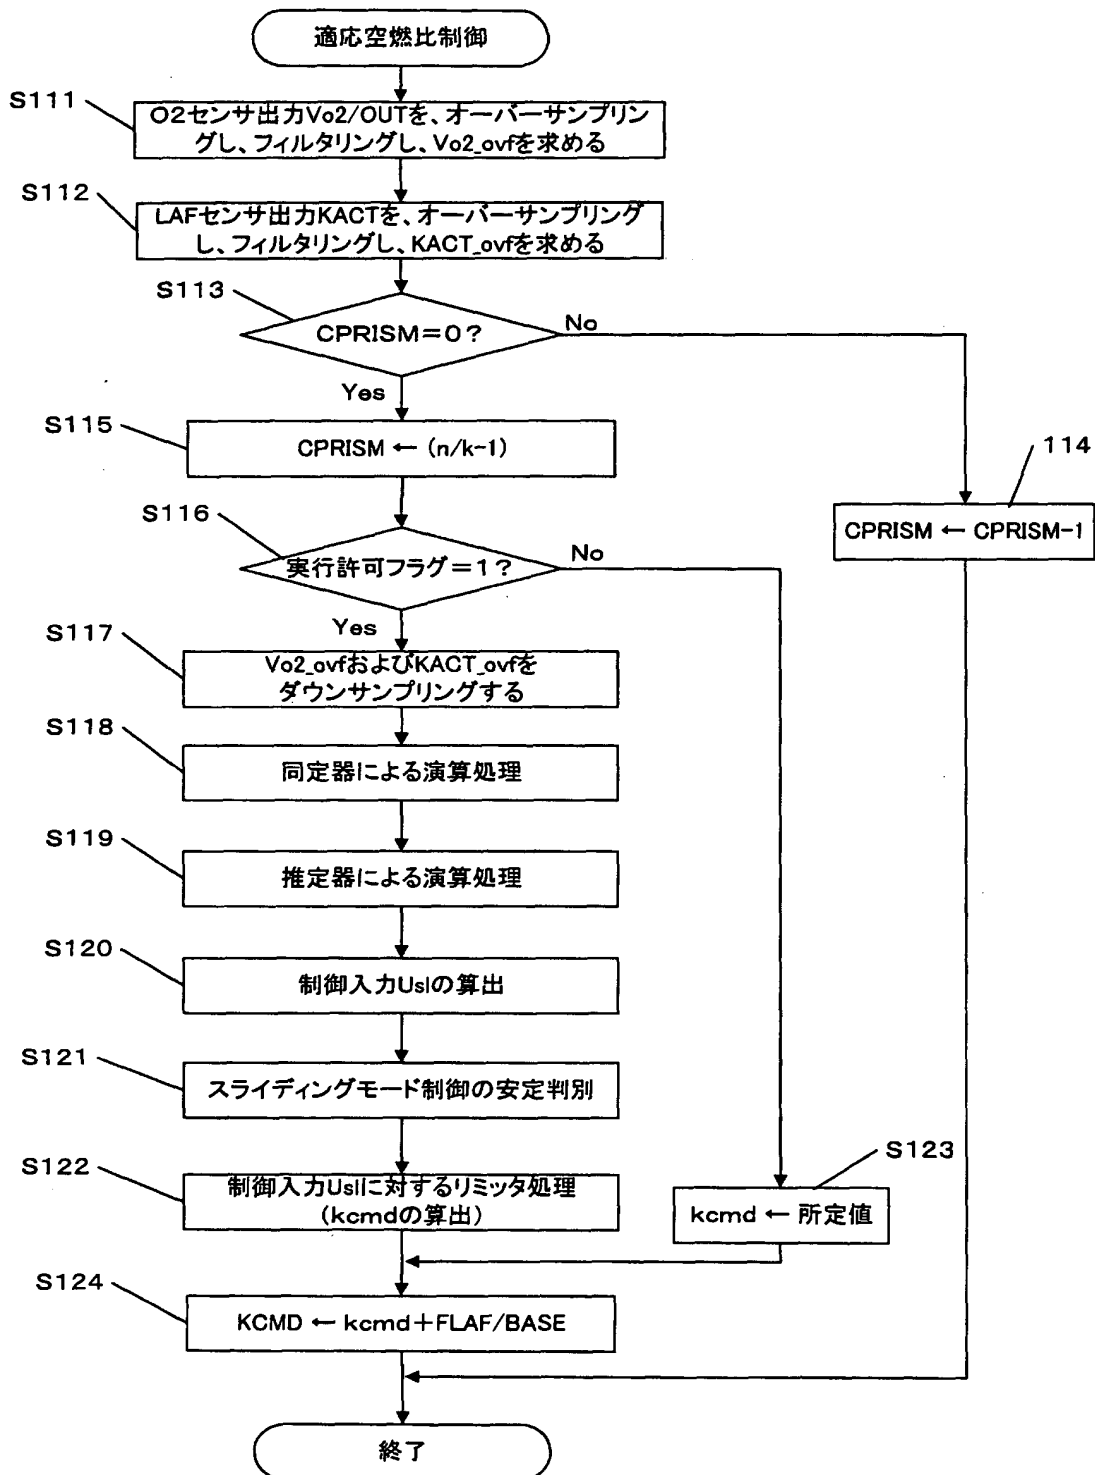 適応空燃比制御
S111
O2センサ出力Vo2/OUTを、オーバーサンプリン
グし、フィルタリングし、Vo2_ovfを求める
S112
LAFセンサ出力KACTを、オーバーサンプリング
し、フィルタリングし、KACT_ovfを求める
S113
CPRISM=0?
No
Yes
S115
CPRISM ← (n/k-1)
114
CPRISM ← CPRISM-1
S116
実行許可フラグ=1?
No
Yes
S117
Vo2_ovfおよびKACT_ovfを
ダウンサンプリングする
S118
同定器による演算処理
S119
推定器による演算処理
S120
制御入力Uslの算出
S121
スライディングモード制御の安定判別
S122
制御入力Uslに対するリミッタ処理
(kcmdの算出)
S123
kcmd ← 所定値
S124
KCMD ← kcmd+FLAF/BASE
終了